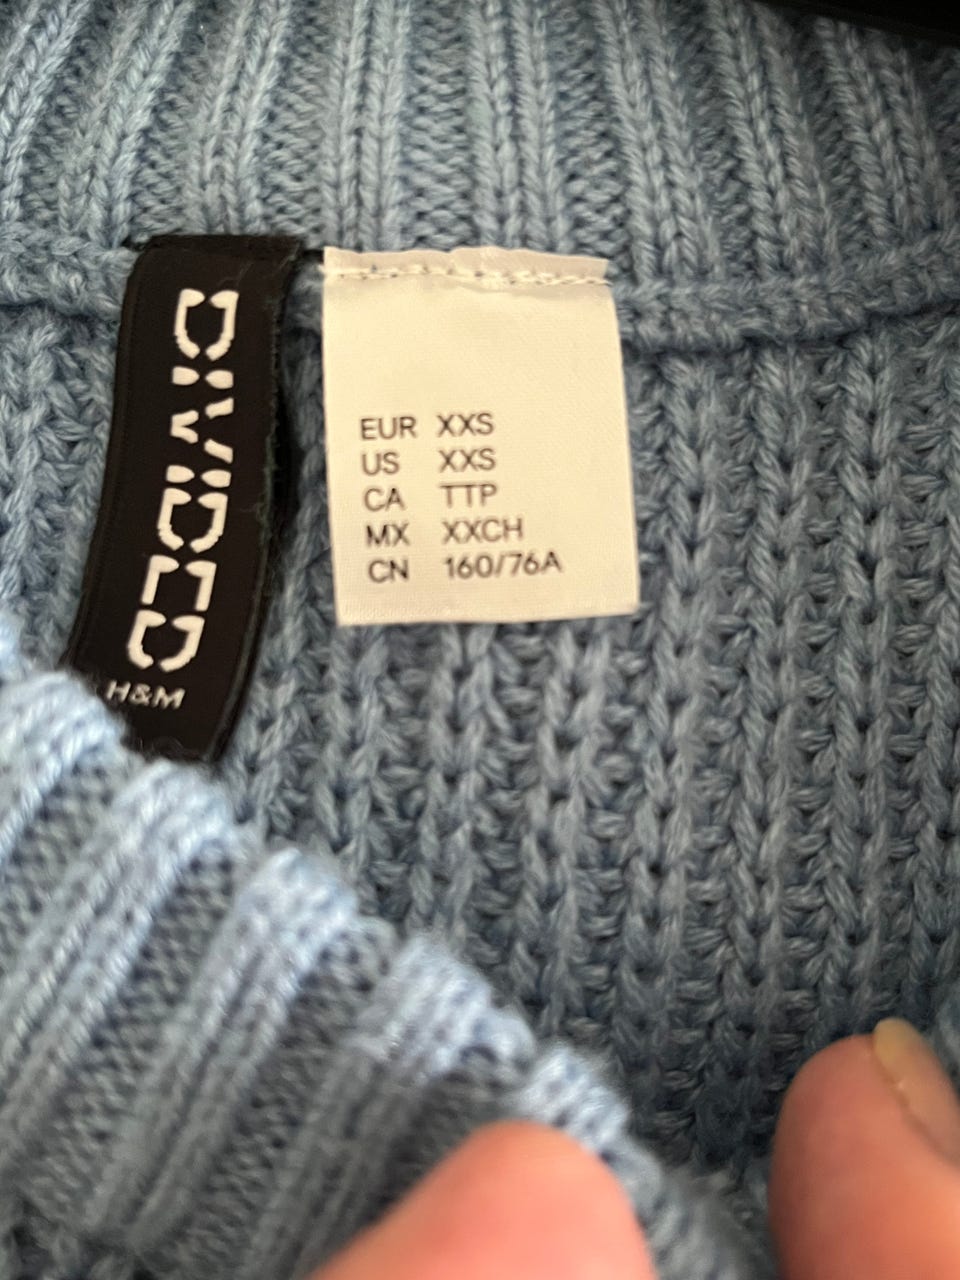 DIVIDED
H&M
EUR XXS
US XXS
CA TTP
MX XXCH
CN 160/76A